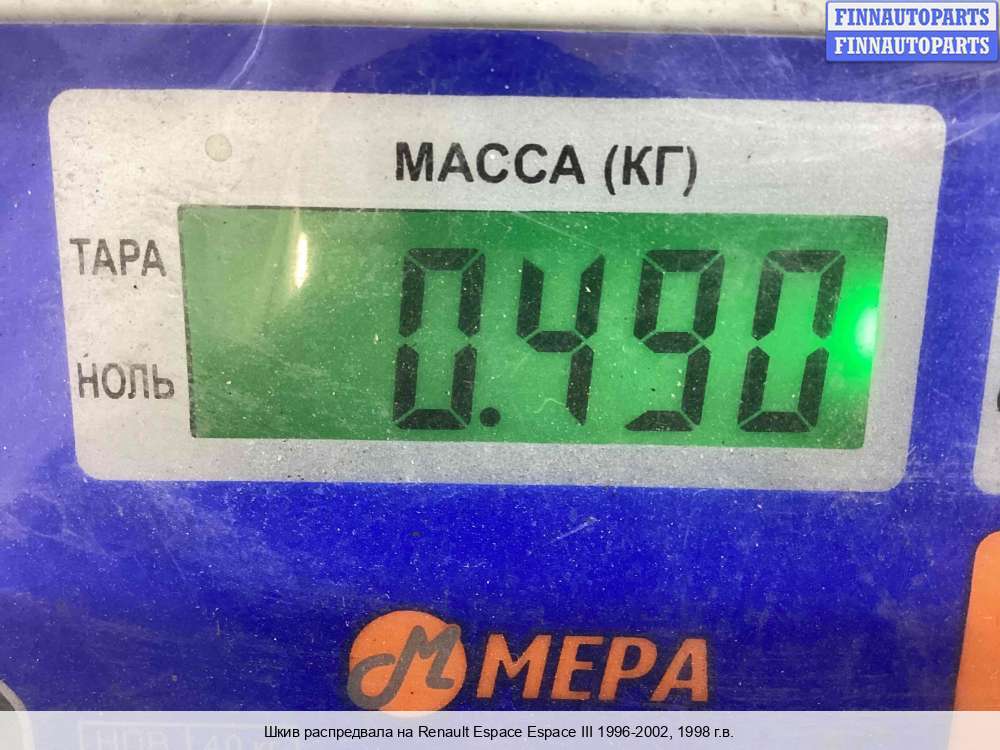 FINNAUTOPARTS
FINNAUTOPARTS
МАССА (КГ)
ТАРА
0.490
НОЛЬ
МЕРА
Шкив распредвала на Renault Espace Espace III 1996-2002, 1998 г.в.